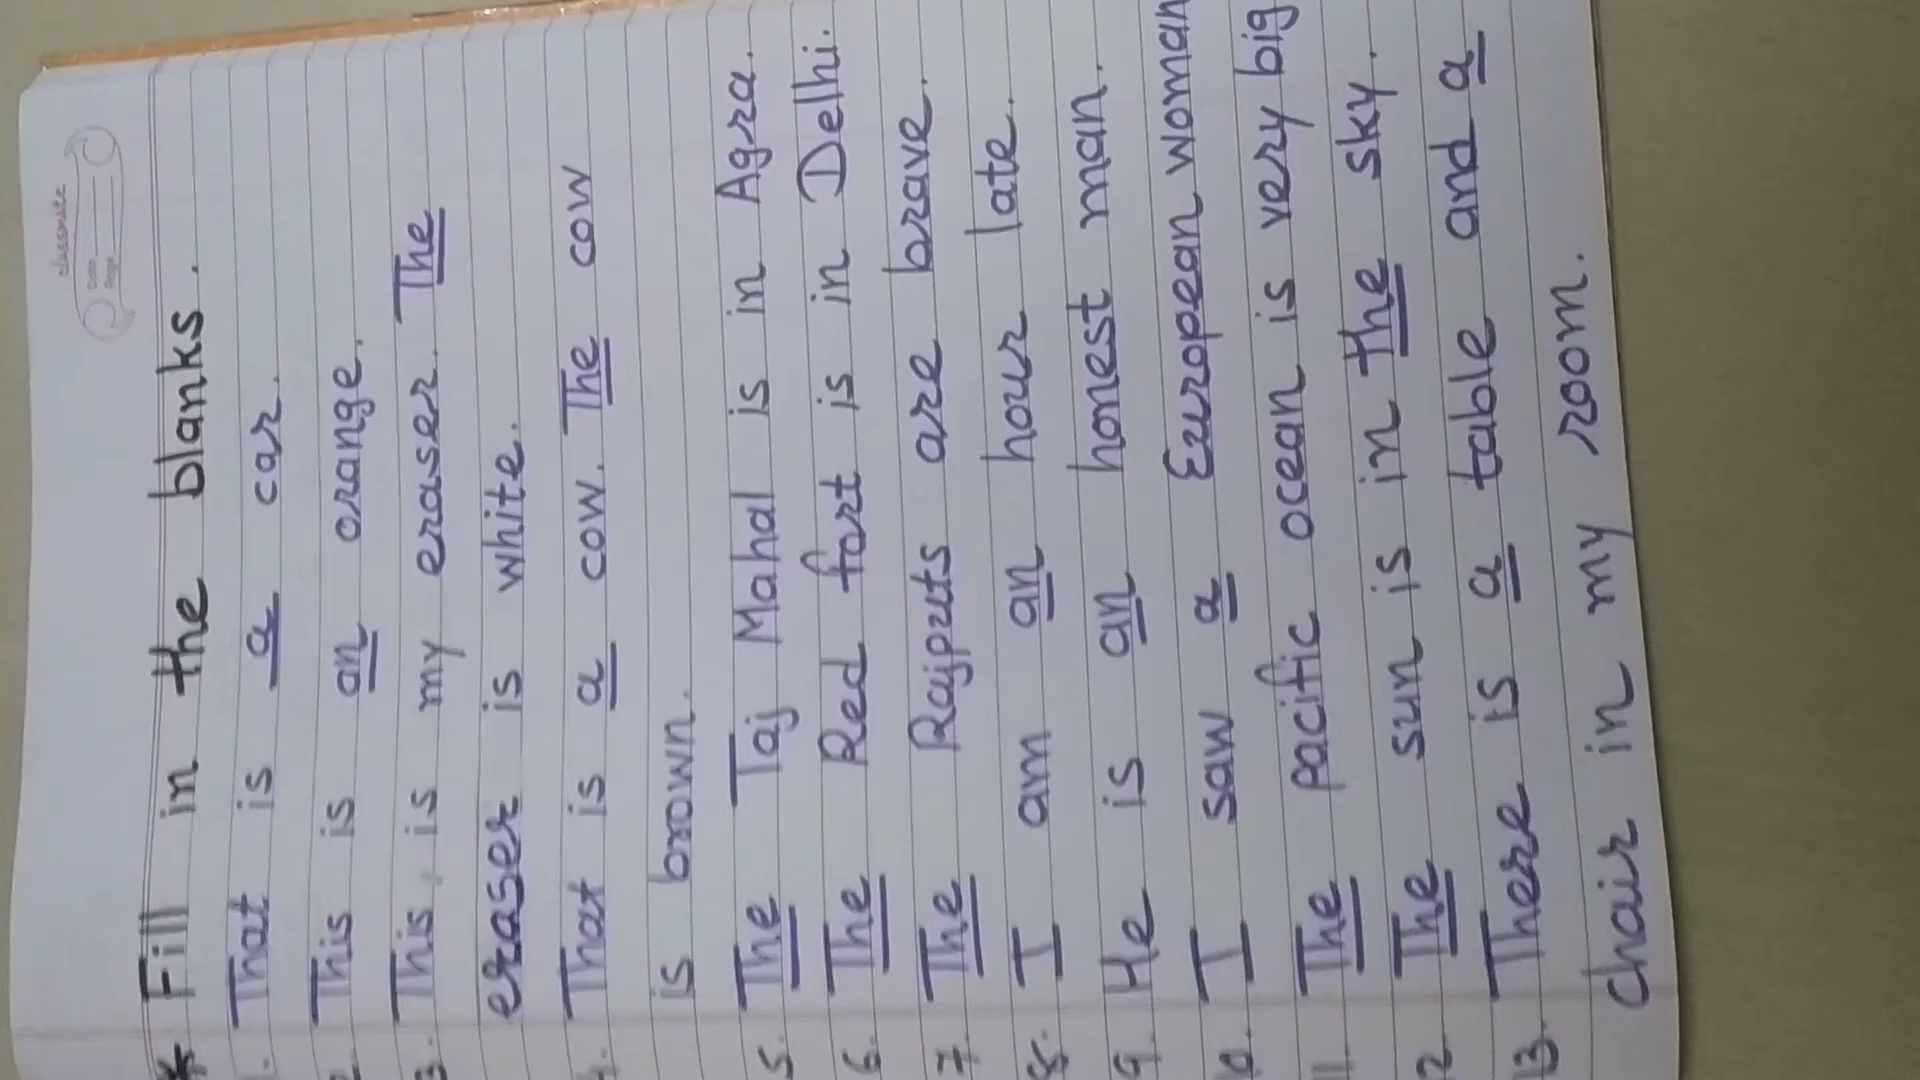 classmate
Date
Page
* Fill in the blanks.
1. That is a car.
2. This is an orange.
3. This is my eraser. The
eraser is white.
4. That is a cow. The cow
is brown.
5. The Taj Mahal is in Agra.
6. The Red fort is in Delhi.
7. The Rajputs are brave.
8. I am an hour late.
9. He is an honest man.
10. I saw a European woman
11. The pacific ocean is very big
12 The sun is in the sky.
13. There is a table and a
chair in my room.